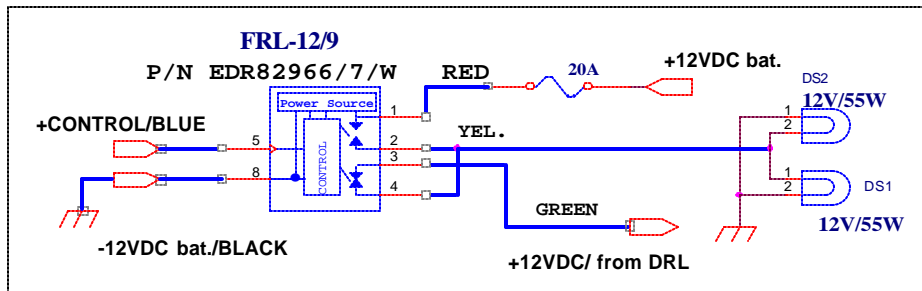 FRL-12/9
P/N EDR82966/7/W
RED
20A
+12VDC bat.
DS2
12V/55W
Power Source
1
1
2
+CONTROL/BLUE
5
CONTROL
2
YEL.
3
8
4
1
2
DS1
12V/55W
GREEN
-12VDC bat./BLACK
+12VDC/ from DRL